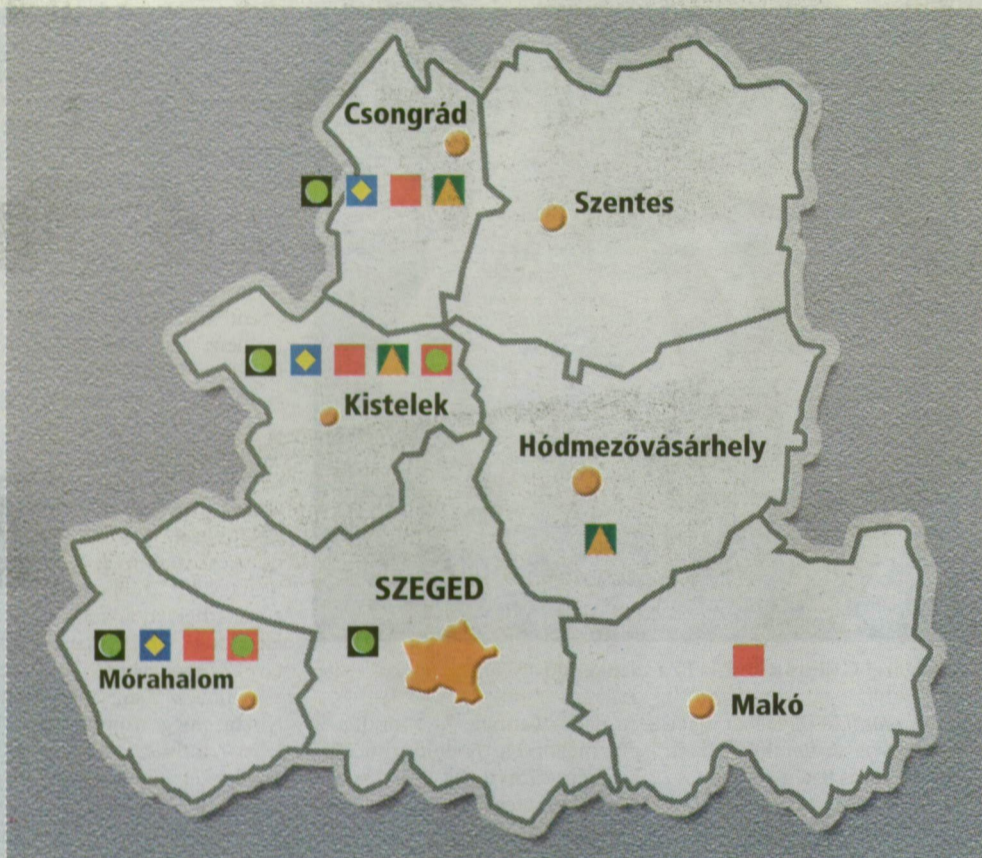 Csongrád
Szentes
Kistelek
Hódmezővásárhely
SZEGED
Mórahalom
Makó